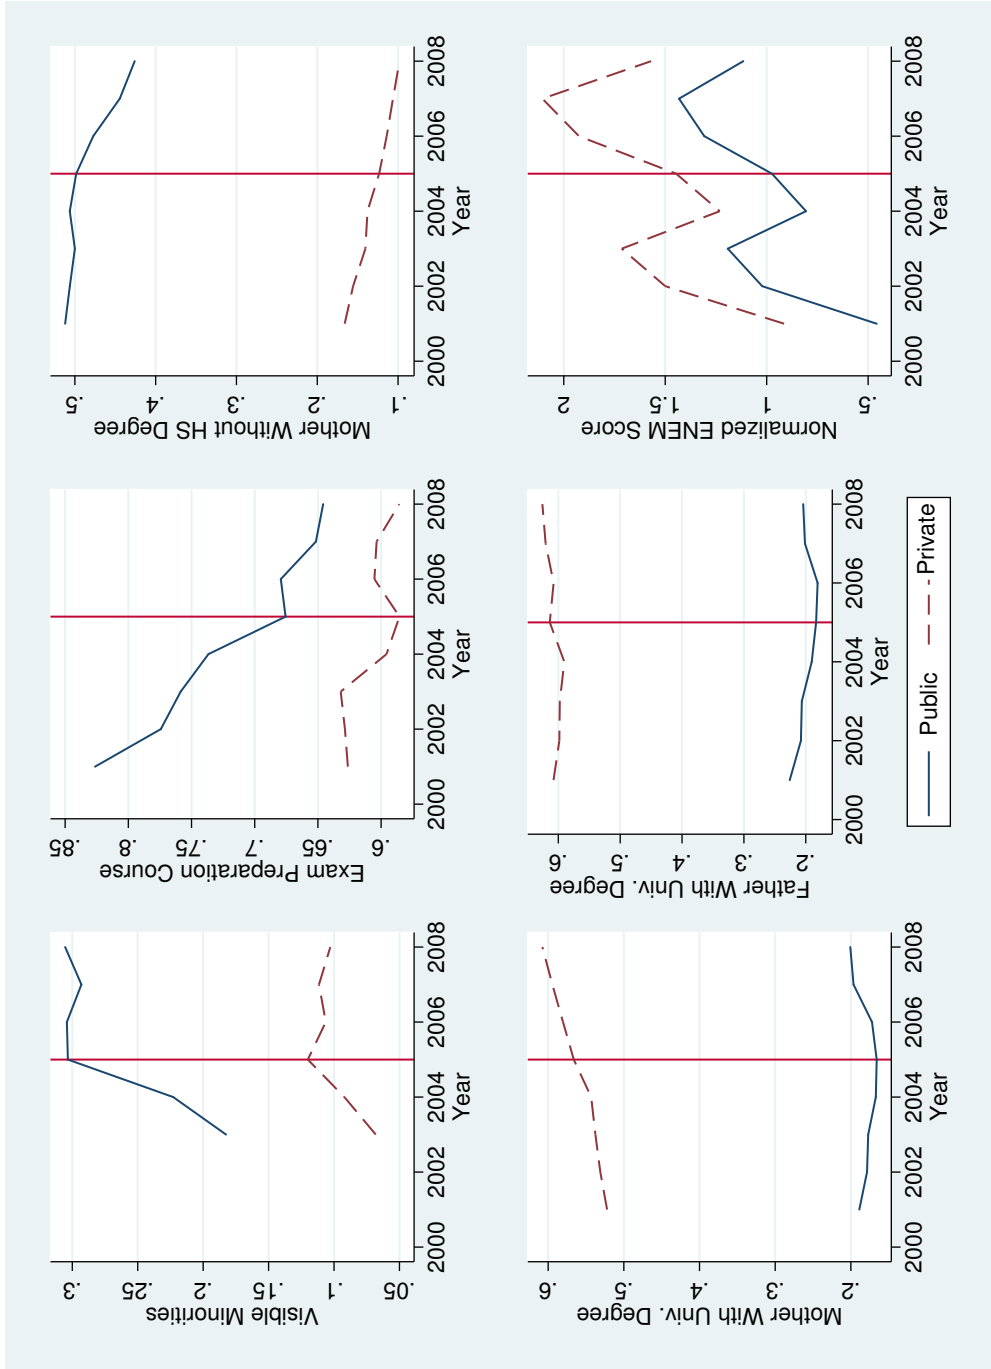 Visible Minorities
.05 .1 .15 .2 .25 .3
2000 2002 2004 2006 2008
Year
Exam Preparation Course
.6 .65 .7 .75 .8 .85
2000 2002 2004 2006 2008
Year
Mother Without HS Degree
.1 .2 .3 .4 .5
2000 2002 2004 2006 2008
Year
Mother With Univ. Degree
.2 .3 .4 .5 .6
2000 2002 2004 2006 2008
Year
Father With Univ. Degree
.2 .3 .4 .5 .6
2000 2002 2004 2006 2008
Year
Normalized ENEM Score
.5 1 1.5 2
2000 2002 2004 2006 2008
Year
Public Private